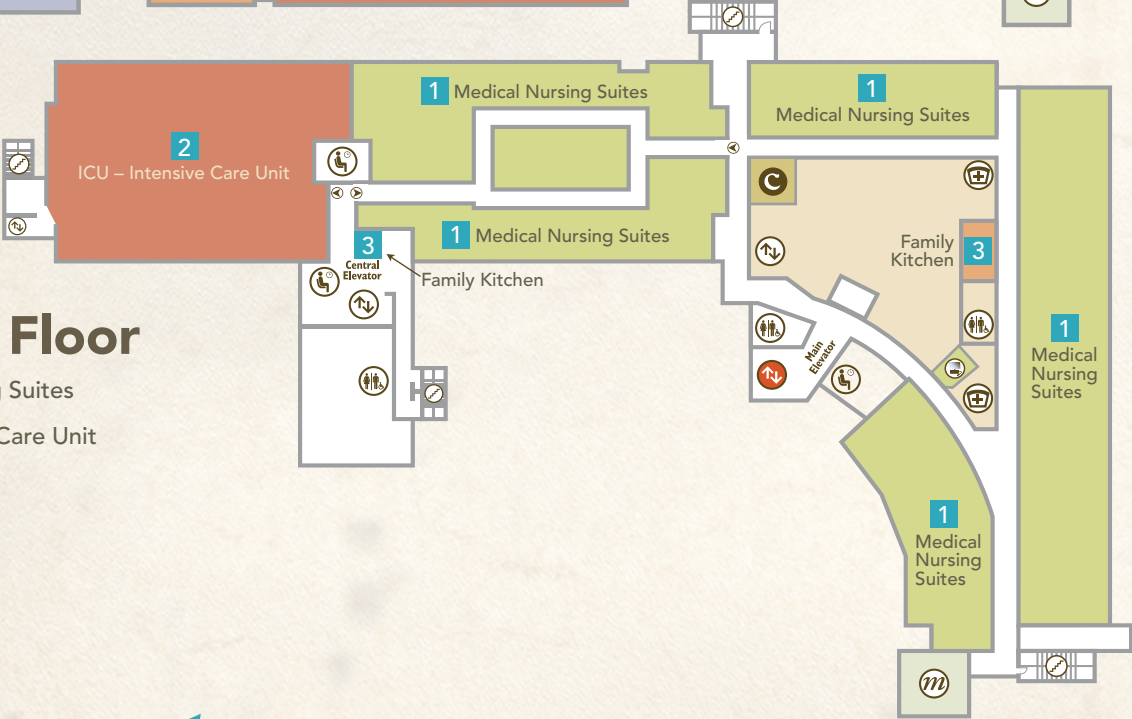 1 Medical Nursing Suites
1
Medical Nursing Suites
2
ICU – Intensive Care Unit
C
1 Medical Nursing Suites
3
Central
Elevator
Family Kitchen
Family
Kitchen
3
Floor
Suites
Care Unit
Main
Elevator
1
Medical
Nursing
Suites
1
Medical
Nursing
Suites
m